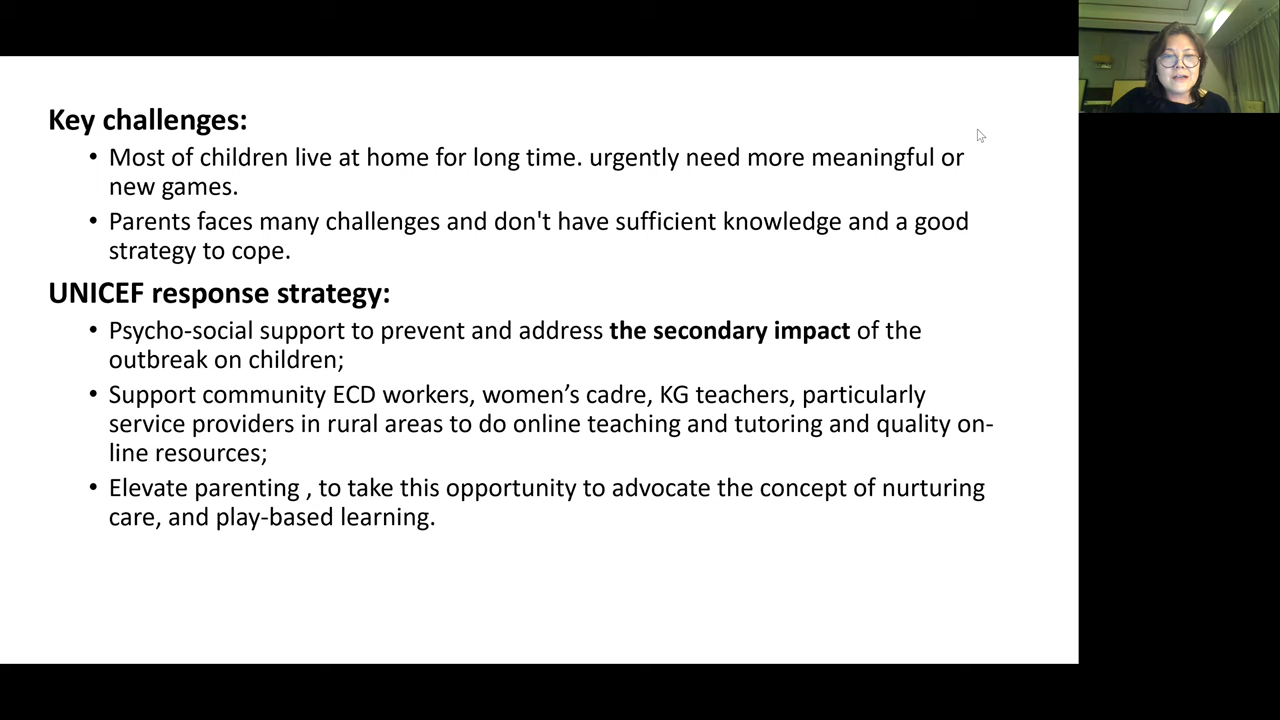 Key challenges:
• Most of children live at home for long time. urgently need more meaningful or
new games.
• Parents faces many challenges and don't have sufficient knowledge and a good
strategy to cope.
UNICEF response strategy:
• Psycho-social support to prevent and address the secondary impact of the
outbreak on children;
• Support community ECD workers, women’s cadre, KG teachers, particularly
service providers in rural areas to do online teaching and tutoring and quality on-
line resources;
• Elevate parenting , to take this opportunity to advocate the concept of nurturing
care, and play-based learning.